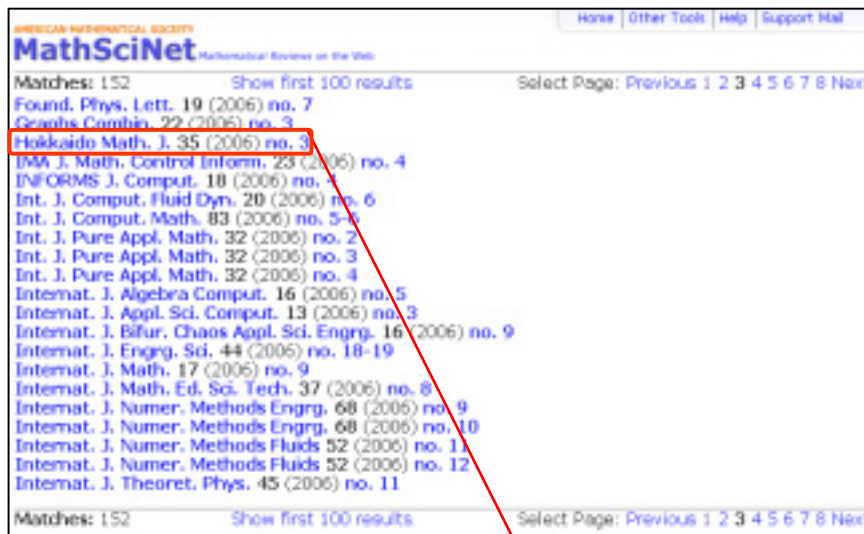 Home | Other Tools | Help | Support Mail
AMERICAN MATHEMATICAL SOCIETY
MathSciNet Mathematical Reviews on the Web
Matches: 152 Show first 100 results Select Page: Previous 1 2 3 4 5 6 7 8 Nex
Found. Phys. Lett. 19 (2006) no. 7
Graphs Combin. 22 (2006) no. 3
Hokkaido Math. J. 35 (2006) no. 3
IMA J. Math. Control Inform. 23 (2006) no. 4
INFORMS J. Comput. 18 (2006) no. 4
Int. J. Comput. Fluid Dyn. 20 (2006) no. 6
Int. J. Comput. Math. 83 (2006) no. 5-6
Int. J. Pure Appl. Math. 32 (2006) no. 2
Int. J. Pure Appl. Math. 32 (2006) no. 3
Int. J. Pure Appl. Math. 32 (2006) no. 4
Internat. J. Algebra Comput. 16 (2006) no. 5
Internat. J. Appl. Sci. Comput. 13 (2006) no. 3
Internat. J. Bifur. Chaos Appl. Sci. Engrg. 16 (2006) no. 9
Internat. J. Engrg. Sci. 44 (2006) no. 18-19
Internat. J. Math. 17 (2006) no. 9
Internat. J. Math. Ed. Sci. Tech. 37 (2006) no. 8
Internat. J. Numer. Methods Engrg. 68 (2006) no. 9
Internat. J. Numer. Methods Engrg. 68 (2006) no. 10
Internat. J. Numer. Methods Fluids 52 (2006) no. 11
Internat. J. Numer. Methods Fluids 52 (2006) no. 12
Internat. J. Theoret. Phys. 45 (2006) no. 11
Matches: 152 Show first 100 results Select Page: Previous 1 2 3 4 5 6 7 8 Nex